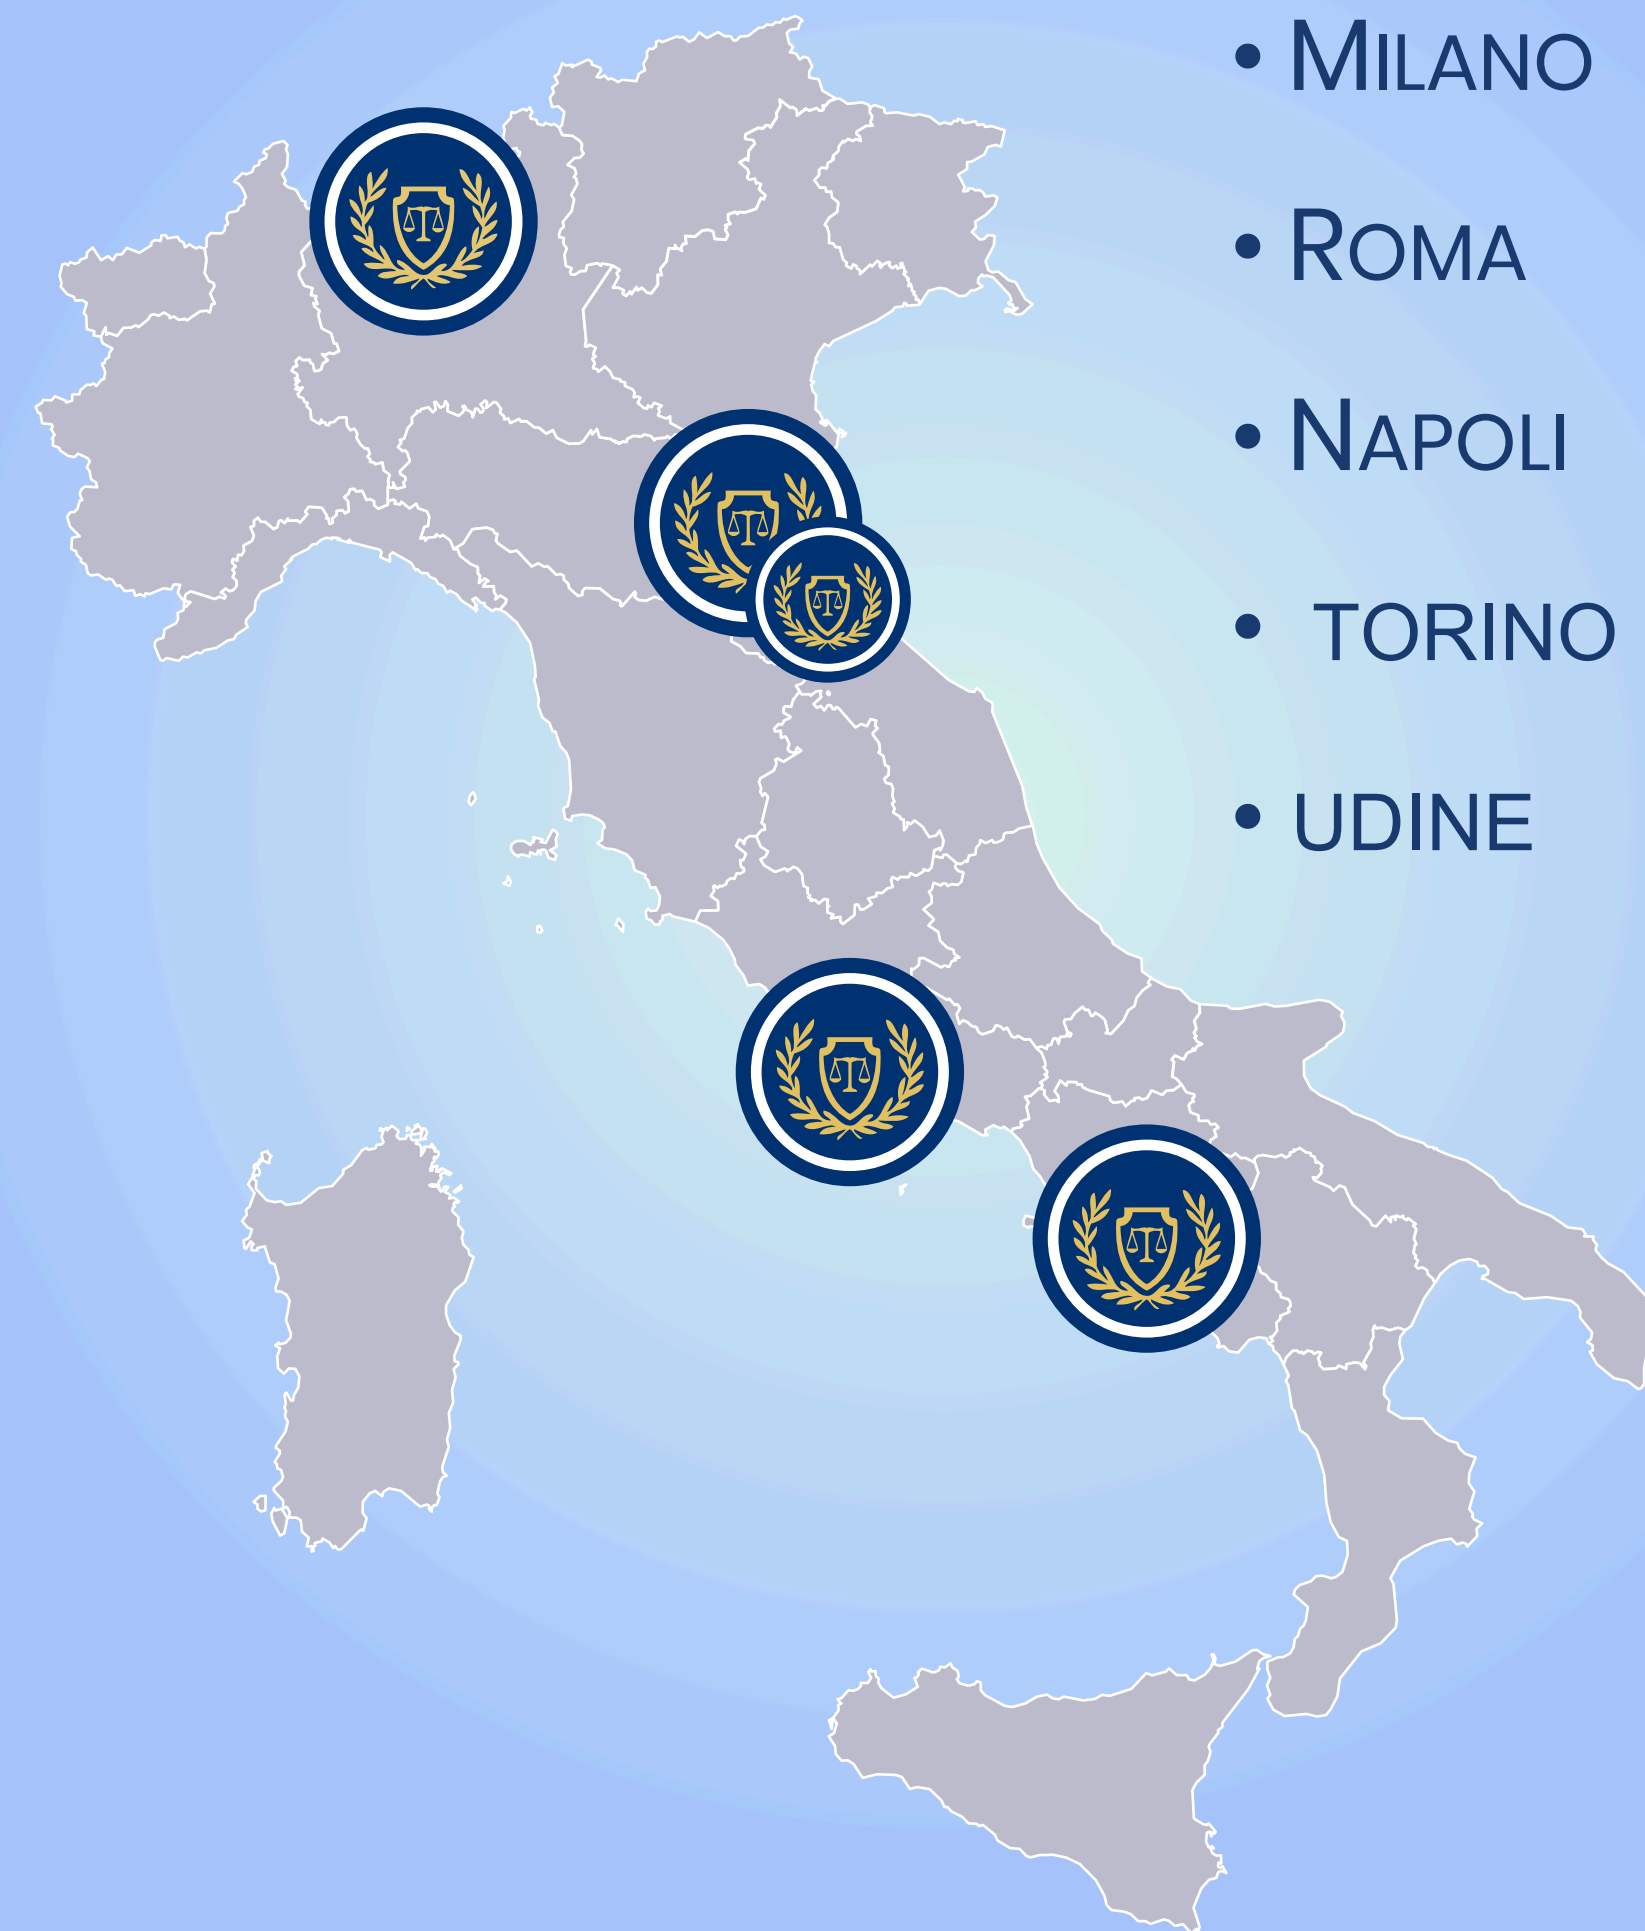 • MILANO
• ROMA
• NAPOLI
• TORINO
• UDINE